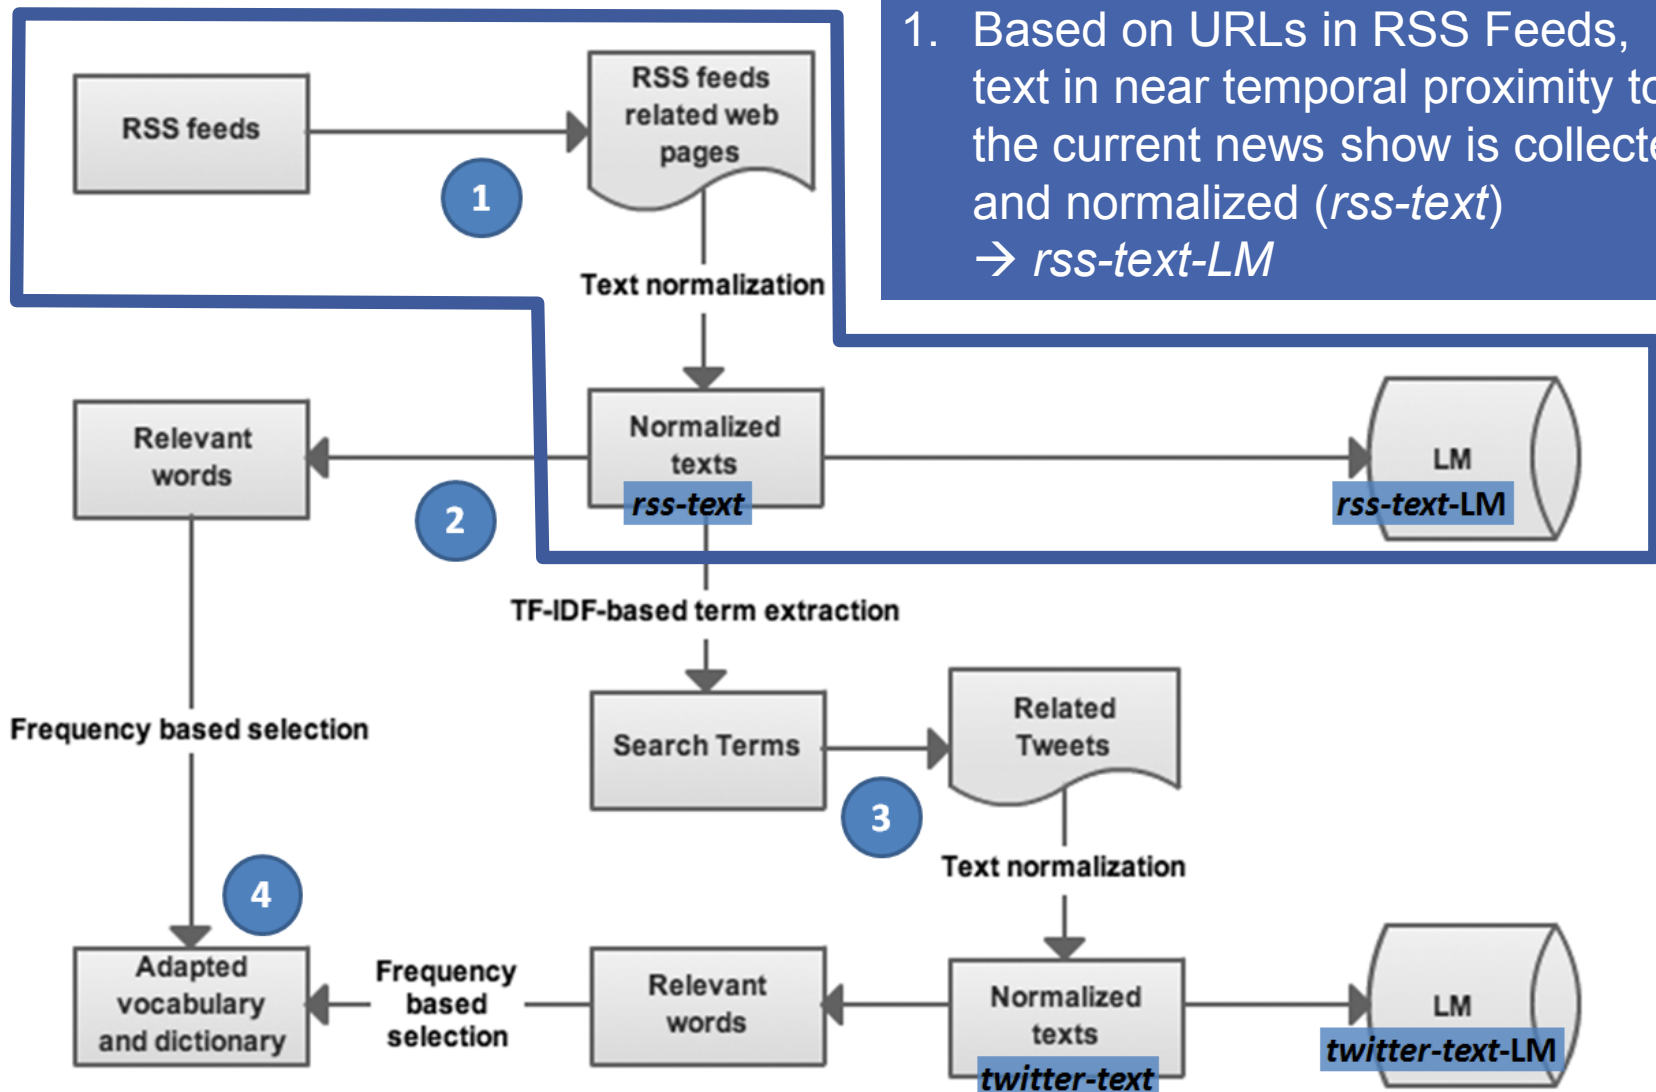 1. Based on URLs in RSS Feeds,
text in near temporal proximity to
the current news show is collecte
and normalized (rss-text)
→ rss-text-LM
RSS feeds
RSS feeds
related web
pages
1
Text normalization
Relevant
words
Normalized
texts
rss-text
LM
rss-text-LM
2
TF-IDF-based term extraction
Frequency based selection
Search Terms
Related
Tweets
3
Text normalization
4
Adapted
vocabulary
and dictionary
Frequency
based
selection
Relevant
words
Normalized
texts
twitter-text
LM
twitter-text-LM